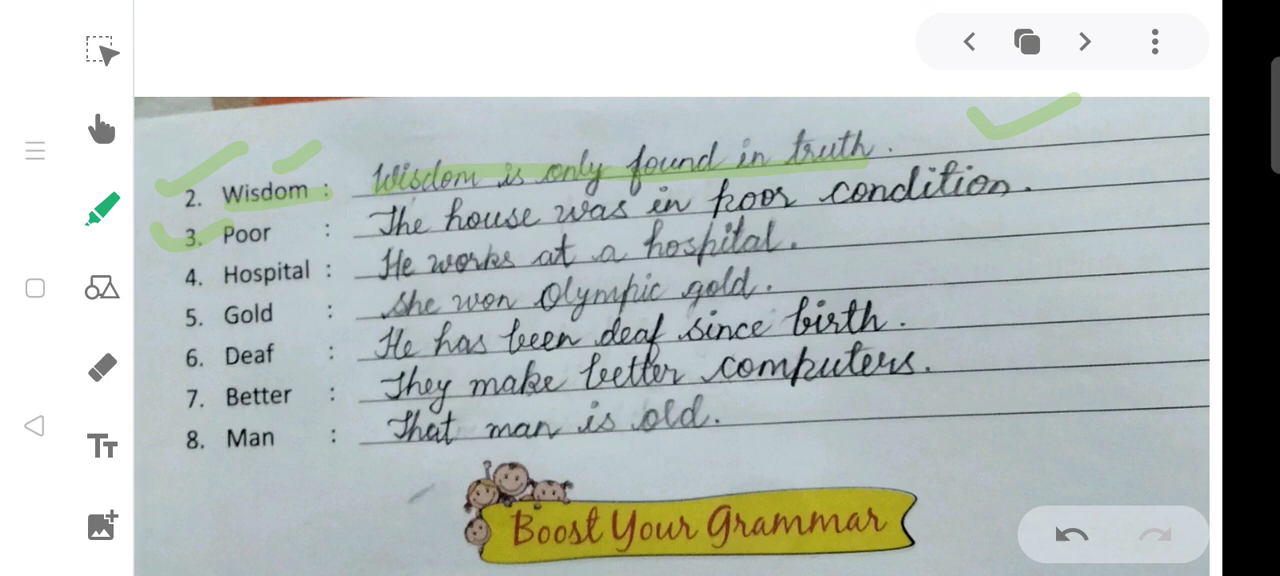 2. Wisdom : Wisdom is only found in truth.
3. Poor : The house was in poor condition.
4. Hospital : He works at a hospital.
5. Gold : She won Olympic gold.
6. Deaf : He has been deaf since birth.
7. Better : They make better computers.
8. Man : That man is old.
Boost Your Grammar
TT